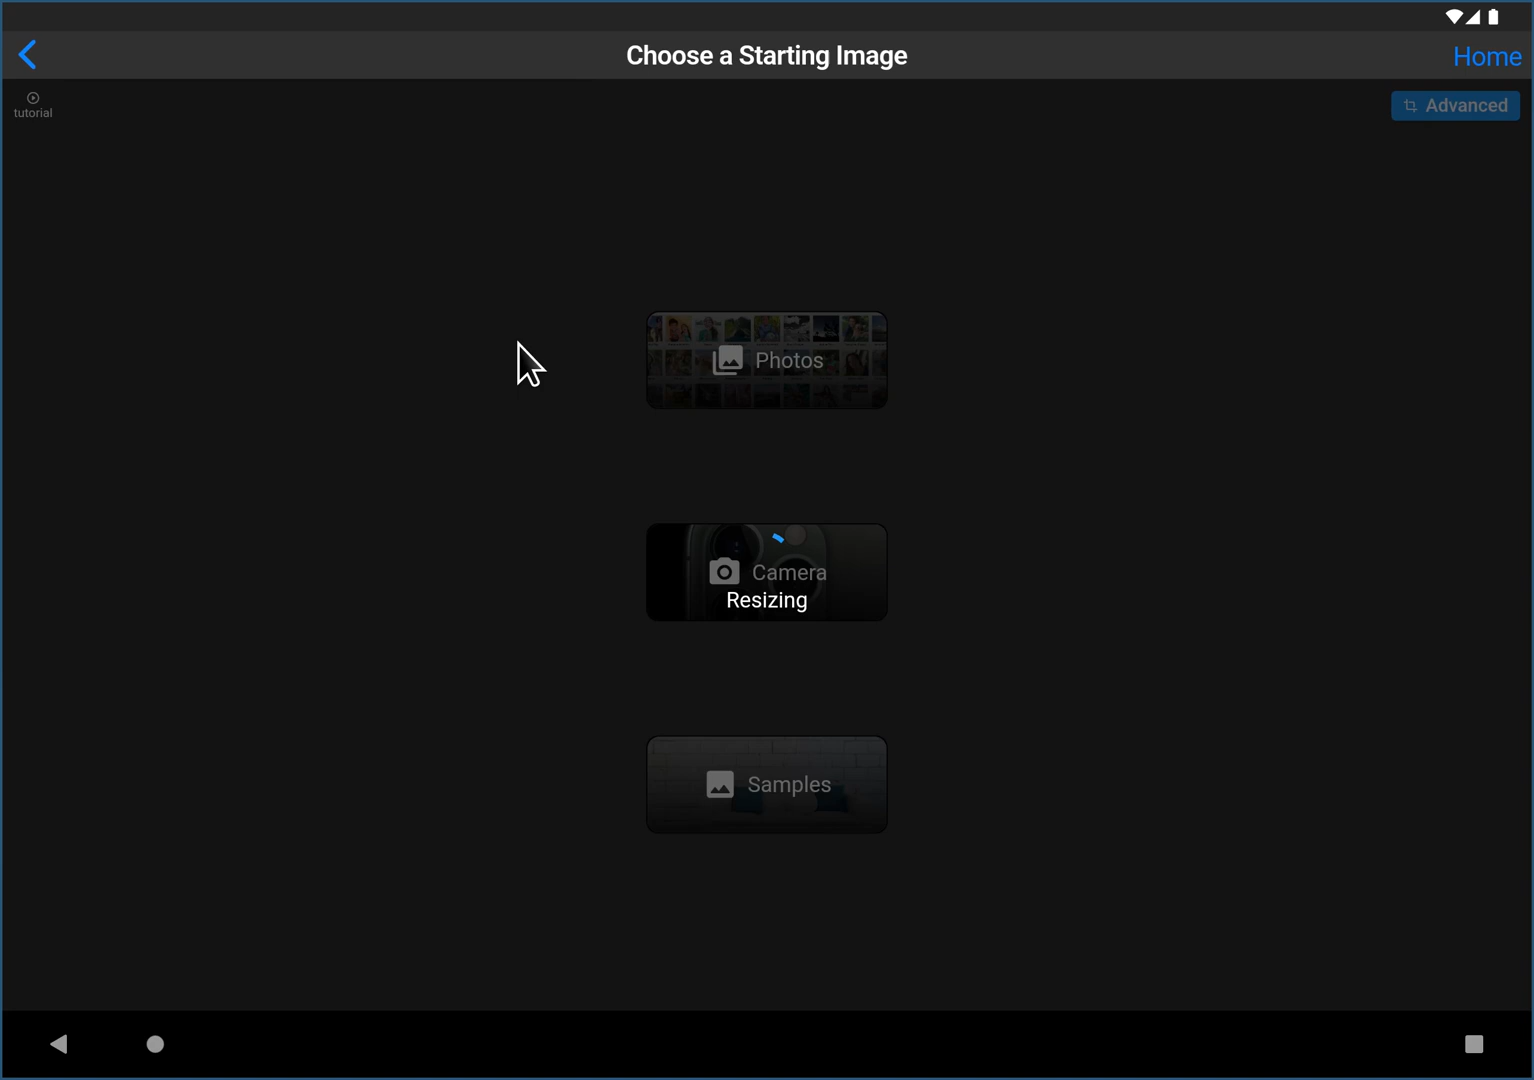 Choose a Starting Image
Home
tutorial
Advanced
Photos
Camera
Resizing
Samples